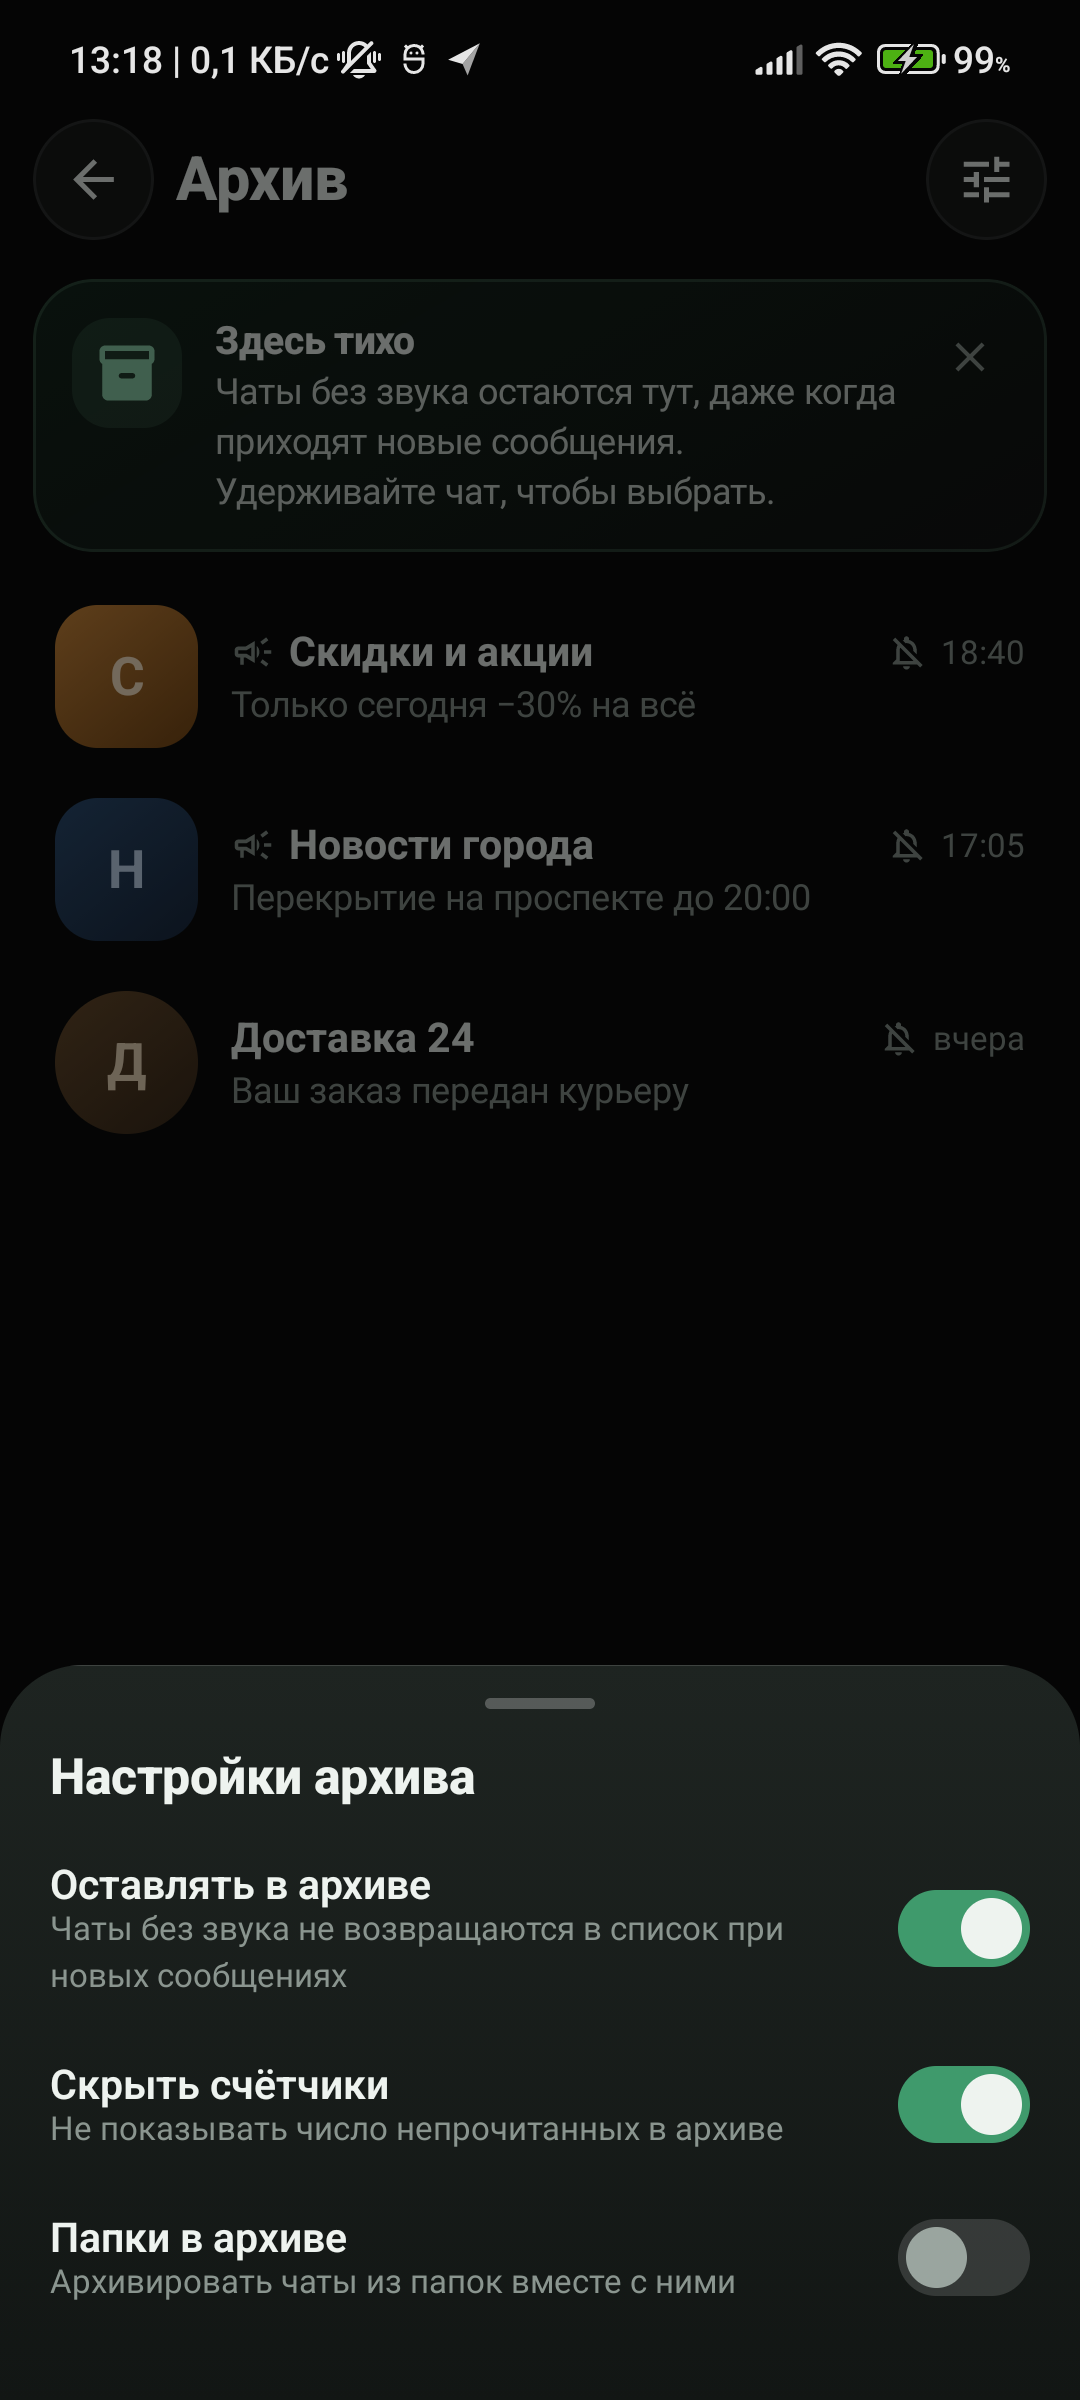 13:18 | 0,1 КБ/с 99%
Архив
Здесь тихо
Чаты без звука остаются тут, даже когда
приходят новые сообщения.
Удерживайте чат, чтобы выбрать.
С
Скидки и акции 18:40
Только сегодня −30% на всё
Н
Новости города 17:05
Перекрытие на проспекте до 20:00
Д
Доставка 24 вчера
Ваш заказ передан курьеру
Настройки архива
Оставлять в архиве
Чаты без звука не возвращаются в список при
новых сообщениях
Скрыть счётчики
Не показывать число непрочитанных в архиве
Папки в архиве
Архивировать чаты из папок вместе с ними